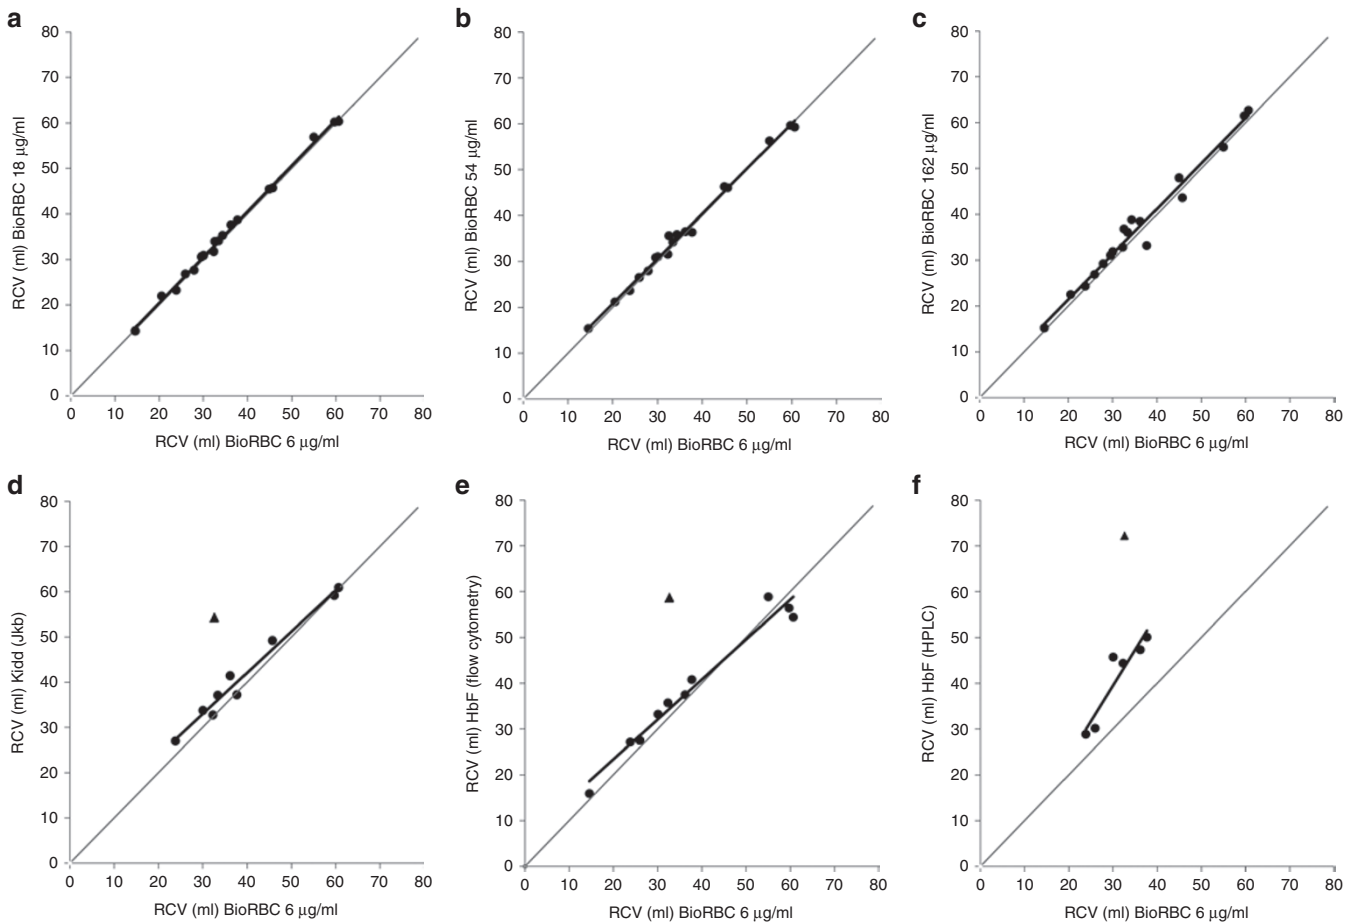 a
80
70
60
50
40
30
20
10
0
0 10 20 30 40 50 60 70 80
RCV (ml) BioRBC 18 μg/ml
RCV (ml) BioRBC 6 μg/ml
b
80
70
60
50
40
30
20
10
0
0 10 20 30 40 50 60 70 80
RCV (ml) BioRBC 54 μg/ml
RCV (ml) BioRBC 6 μg/ml
c
80
70
60
50
40
30
20
10
0
0 10 20 30 40 50 60 70 80
RCV (ml) BioRBC 162 μg/ml
RCV (ml) BioRBC 6 μg/ml
d
80
70
60
50
40
30
20
10
0
0 10 20 30 40 50 60 70 80
RCV (ml) Kidd (Jkb)
RCV (ml) BioRBC 6 μg/ml
e
80
70
60
50
40
30
20
10
0
0 10 20 30 40 50 60 70 80
RCV (ml) HbF (flow cytometry)
RCV (ml) BioRBC 6 μg/ml
f
80
70
60
50
40
30
20
10
0
0 10 20 30 40 50 60 70 80
RCV (ml) HbF (HPLC)
RCV (ml) BioRBC 6 μg/ml